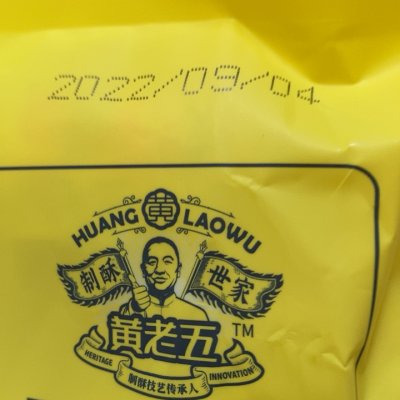 2022/09/04
HUANG 黄 LAOWU
制酥 世家
黄老五 TM
HERITAGE INNOVATION
制酥技艺传承人